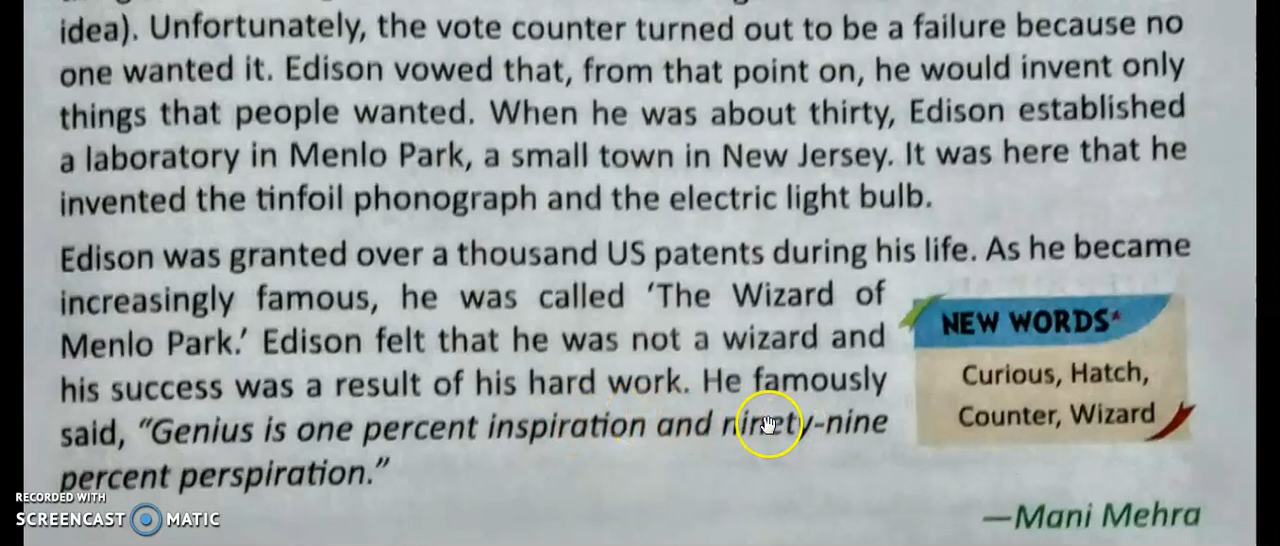 idea). Unfortunately, the vote counter turned out to be a failure because no
one wanted it. Edison vowed that, from that point on, he would invent only
things that people wanted. When he was about thirty, Edison established
a laboratory in Menlo Park, a small town in New Jersey. It was here that he
invented the tinfoil phonograph and the electric light bulb.
Edison was granted over a thousand US patents during his life. As he became
increasingly famous, he was called ‘The Wizard of
Menlo Park.’ Edison felt that he was not a wizard and
his success was a result of his hard work. He famously
said, “Genius is one percent inspiration and ninety-nine
percent perspiration.”
NEW WORDS*
Curious, Hatch,
Counter, Wizard
—Mani Mehra
RECORDED WITH
SCREENCAST MATIC